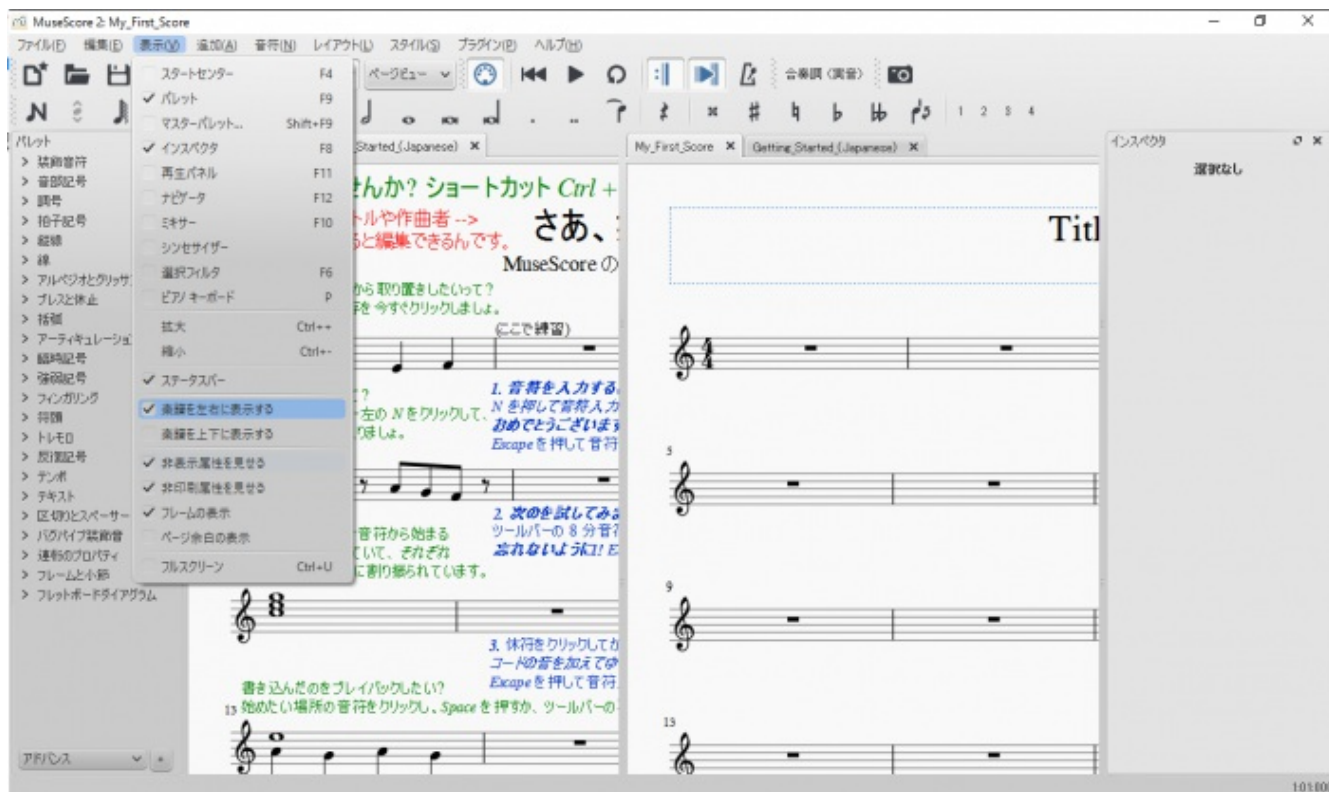 MuseScore 2: My_First_Score
ファイル(F) 編集(E) 表示(V) 追加(A) 音符(N) レイアウト(L) スタイル(S) プラグイン(P) ヘルプ(H)
ページビュー 合奏調 (実音)
1 2 3 4
パレット
装飾音符
音部記号
調号
拍子記号
縦線
線
アルペジオとグリッサ
ブレスと休止
括弧
アーティキュレーショ
臨時記号
強弱記号
フィンガリング
符頭
トレモロ
反復記号
テンポ
テキスト
区切りとスペーサー
バグパイプ装飾音
連桁のプロパティ
フレームと小節
フレットボードダイアグラム
アドバンス
スタートセンター F4
パレット F9
マスターパレット... Shift+F9
インスペクタ F8
再生パネル F11
ナビゲータ F12
ミキサー F10
シンセサイザー
選択フィルタ F6
ピアノキーボード P
拡大 Ctrl++
縮小 Ctrl+-
ステータスバー
楽譜を左右に表示する
楽譜を上下に表示する
非表示属性を見せる
非印刷属性を見せる
フレームの表示
ページ余白の表示
フルスクリーン Ctrl+U
Started_(Japanese)
せんか? ショートカット Ctrl +
トルや作曲者 -->
ると編集できるんです。
さあ、
MuseScore の
から取り置きしたいって?
を今すぐクリックしましょ。
(ここで練習)
?
左の N をクリックして、
りましょ。
1. 音符を入力する
N を押して音符入力
おめでとうございます
Escapeを押して音符
音符から始まる
いて、それぞれ
に割り振られています。
2. 次のを試してみ
ツールバーの 8 分音
忘れないように! E
3. 休符をクリックしてか
コードの音を加えてゆ
Escapeを押して音符
書き込んだのをプレイバックしたい?
13 始めたい場所の音符をクリックし、Space を押すか、ツールバーの
My_First_Score Getting_Started_(Japanese)
Titl
5
9
13
インスペクタ
選択なし
1:01:00